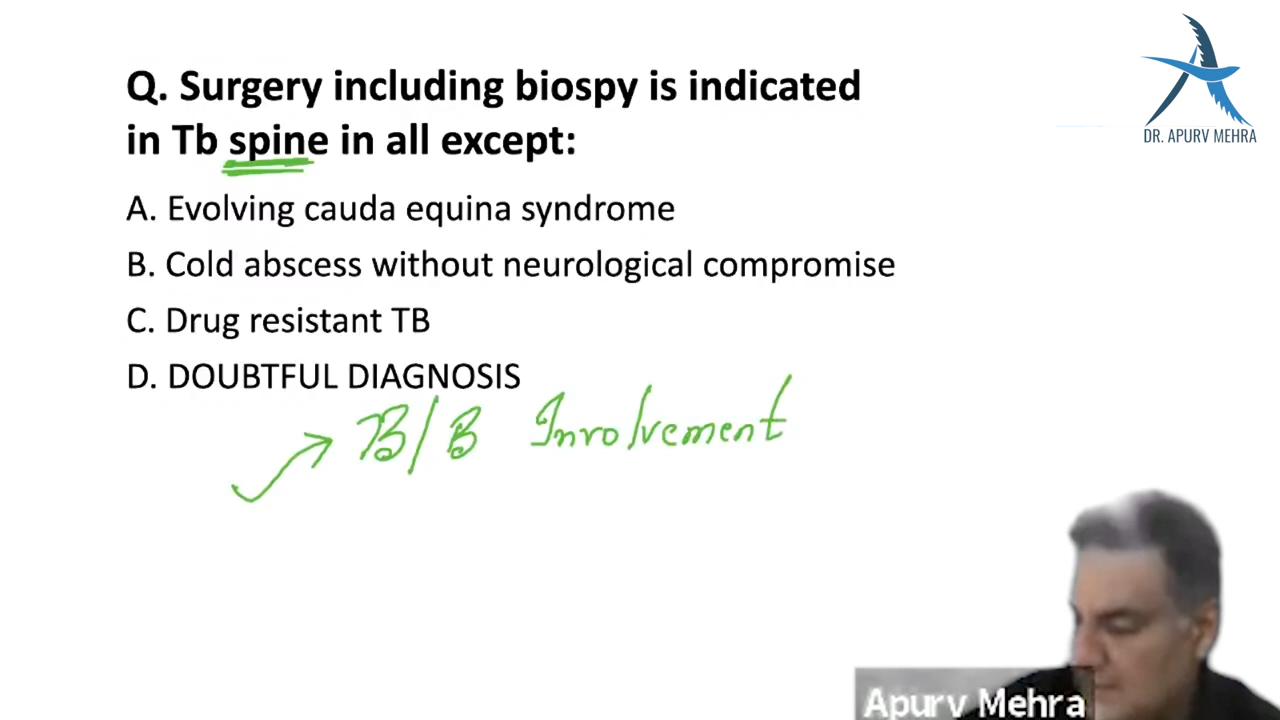 Q. Surgery including biospy is indicated
in Tb spine in all except:
A. Evolving cauda equina syndrome
B. Cold abscess without neurological compromise
C. Drug resistant TB
D. DOUBTFUL DIAGNOSIS
B/B Involvement
DR. APURV MEHRA
Apurv Mehra